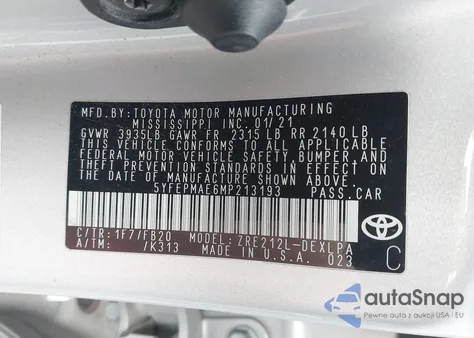 MFD.BY:TOYOTA MOTOR MANUFACTURING
MISSISSIPPI INC. 01/21
GVWR 3935LB GAWR FR 2315 LB RR 2140 LB
THIS VEHICLE CONFORMS TO ALL APPLICABLE
FEDERAL MOTOR VEHICLE SAFETY, BUMPER, AND
THEFT PREVENTION STANDARDS IN EFFECT ON
THE DATE OF MANUFACTURE SHOWN ABOVE.
5YFEPMAE6MP213193 PASS.CAR
C/TR: 1F7/FB20 MODEL: ZRE212L-DEXLPA
A/TM: /K313 MADE IN U.S.A. 023
TOYOTA
C
autoSnap
Pewne auta z aukcji USA i EU